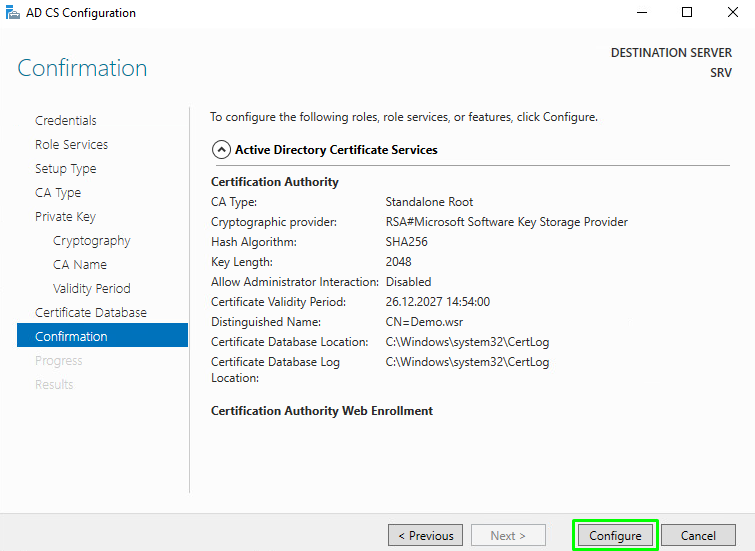 AD CS Configuration
DESTINATION SERVER
SRV
Confirmation
Credentials
Role Services
Setup Type
CA Type
Private Key
Cryptography
CA Name
Validity Period
Certificate Database
Confirmation
Progress
Results
To configure the following roles, role services, or features, click Configure.
Active Directory Certificate Services
Certification Authority
CA Type: Standalone Root
Cryptographic provider: RSA#Microsoft Software Key Storage Provider
Hash Algorithm: SHA256
Key Length: 2048
Allow Administrator Interaction: Disabled
Certificate Validity Period: 26.12.2027 14:54:00
Distinguished Name: CN=Demo.wsr
Certificate Database Location: C:\Windows\system32\CertLog
Certificate Database Log C:\Windows\system32\CertLog
Location:
Certification Authority Web Enrollment
< Previous Next > Configure Cancel